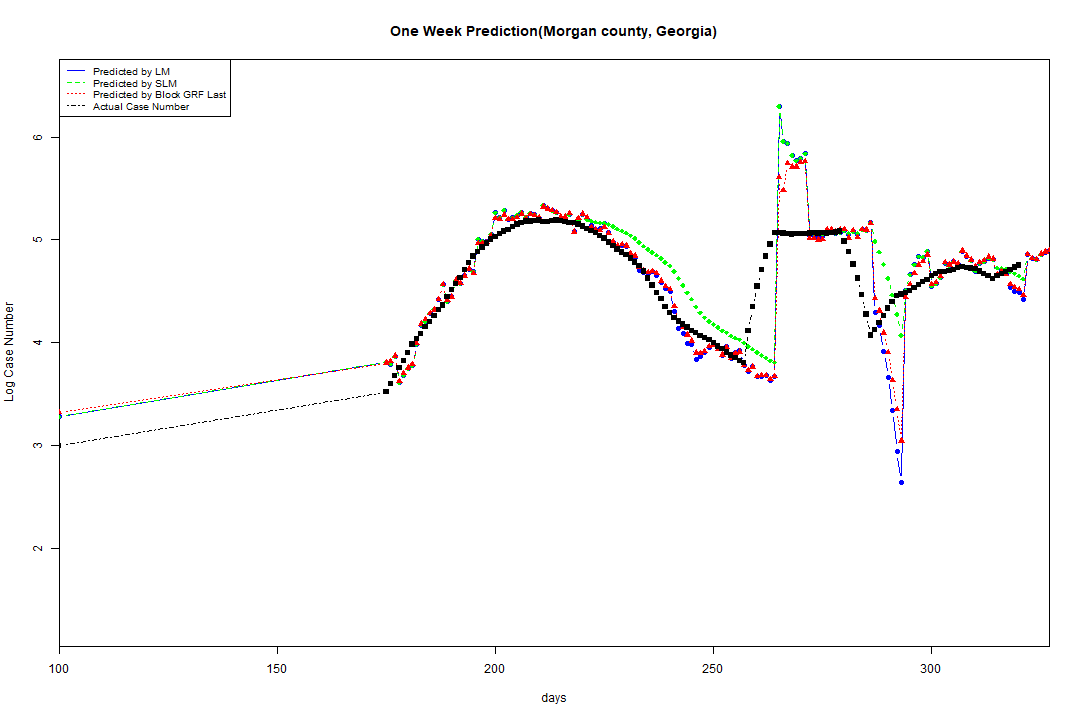 One Week Prediction(Morgan county, Georgia)
Predicted by LM
Predicted by SLM
Predicted by Block GRF Last
Actual Case Number
6
5
4
3
2
Log Case Number
100 150 200 250 300
days